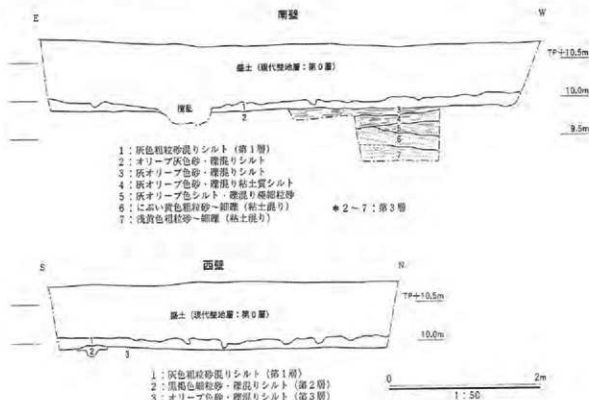 南壁
E
W
TP+10.5m
盛土（現代整地層：第0層）
10.0m
攪乱
9.5m
1：灰色粗粒砂混りシルト（第1層）
2：オリーブ灰色砂・礫混りシルト
3：灰オリーブ色砂・礫混りシルト
4：灰オリーブ色砂・礫混り粘土質シルト
5：灰オリーブ色シルト・礫混り極細粒砂
6：にぶい黄色粗粒砂～細礫（粘土混り）
7：浅黄色粗粒砂～細礫（粘土混り）
＊2～7：第3層
西壁
S
N
TP+10.5m
盛土（現代整地層：第0層）
10.0m
1：灰色粗粒砂混りシルト（第1層）
2：黒褐色細粒砂・礫混りシルト（第2層）
3：オリーブ色砂・礫混りシルト（第3層）
0
2m
1：50